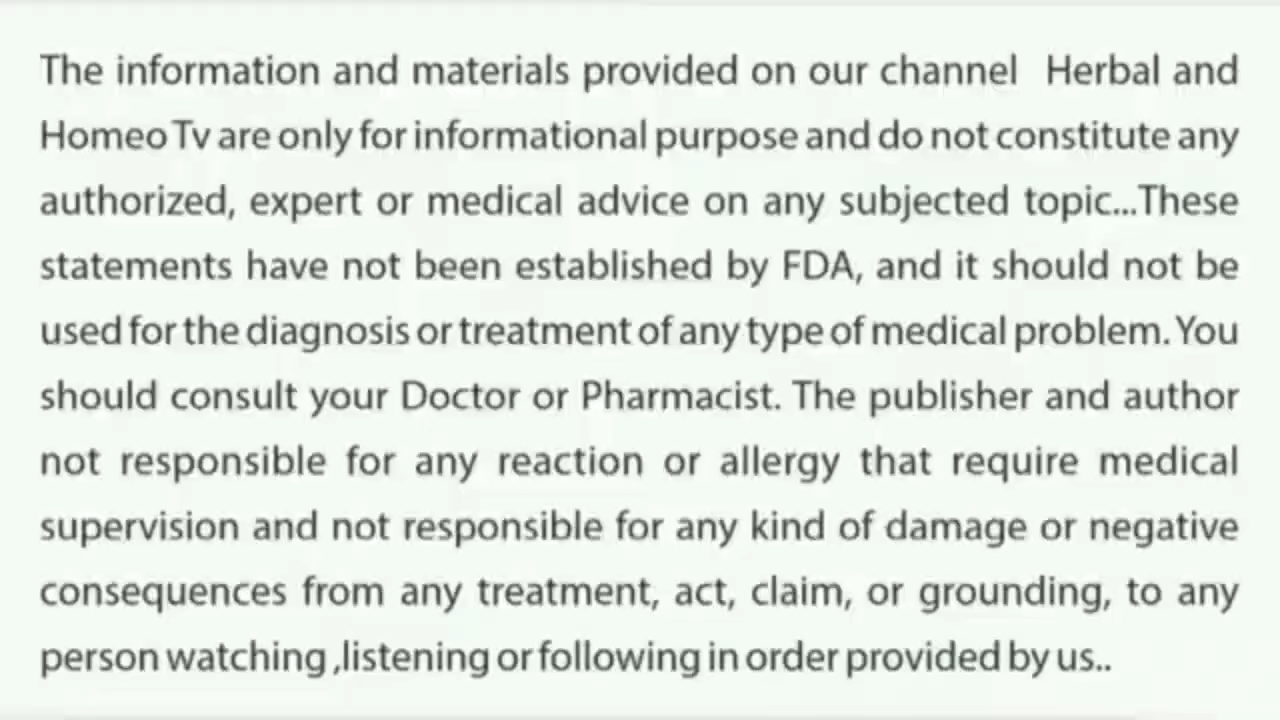 The information and materials provided on our channel Herbal and
Homeo Tv are only for informational purpose and do not constitute any
authorized, expert or medical advice on any subjected topic...These
statements have not been established by FDA, and it should not be
used for the diagnosis or treatment of any type of medical problem. You
should consult your Doctor or Pharmacist. The publisher and author
not responsible for any reaction or allergy that require medical
supervision and not responsible for any kind of damage or negative
consequences from any treatment, act, claim, or grounding, to any
person watching ,listening or following in order provided by us..